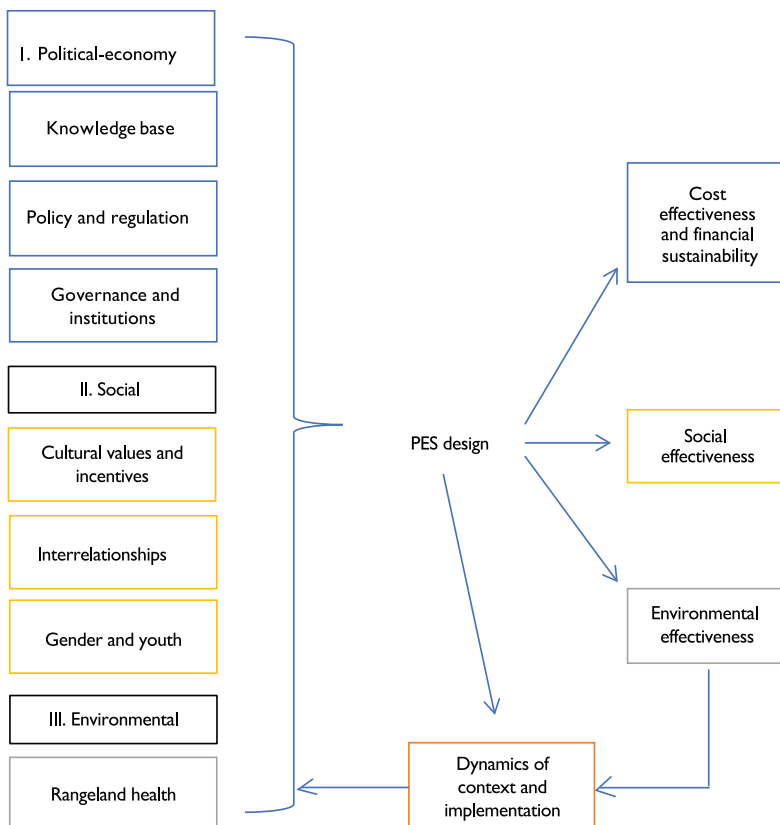 I. Political-economy
Knowledge base
Policy and regulation
Governance and
institutions
II. Social
Cultural values and
incentives
Interrelationships
Gender and youth
III. Environmental
Rangeland health
PES design
Cost
effectiveness
and financial
sustainability
Social
effectiveness
Environmental
effectiveness
Dynamics of
context and
implementation